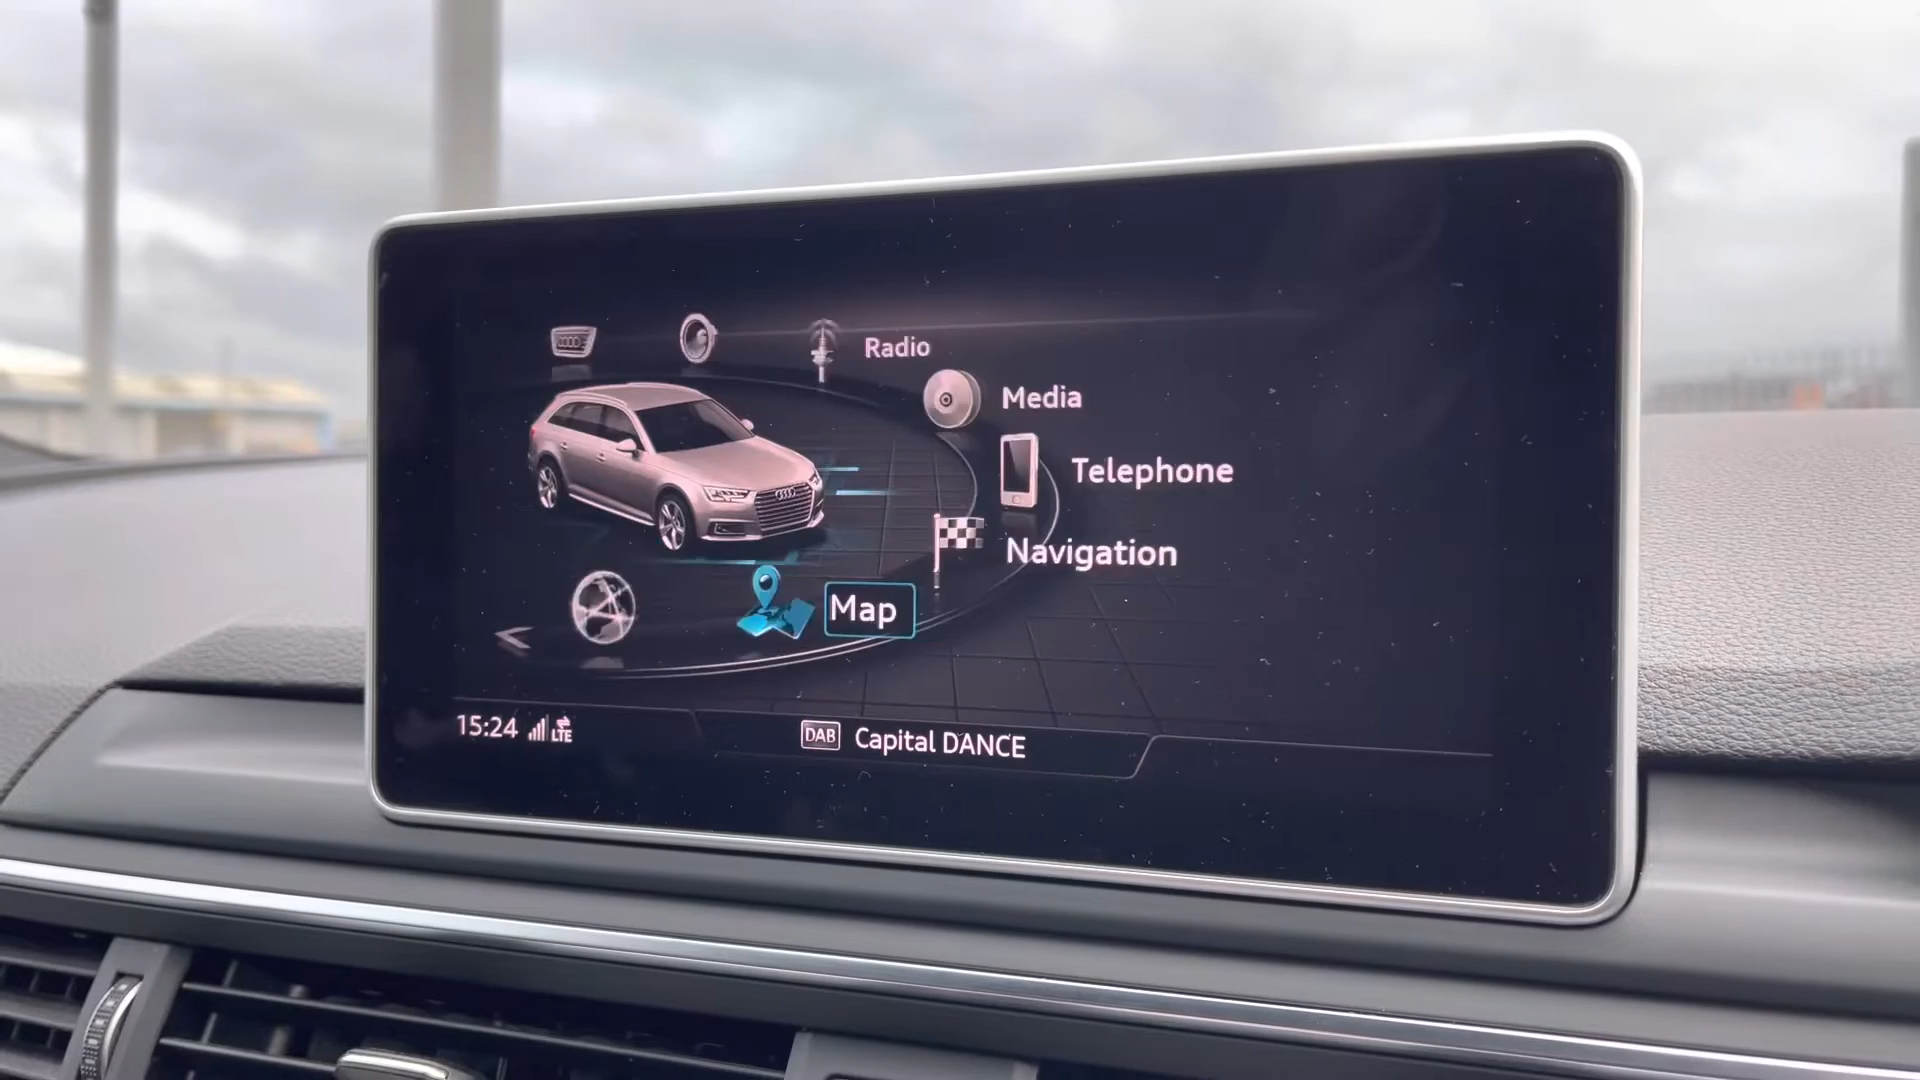 Radio
Media
Telephone
Navigation
Map
15:24 LTE
DAB Capital DANCE